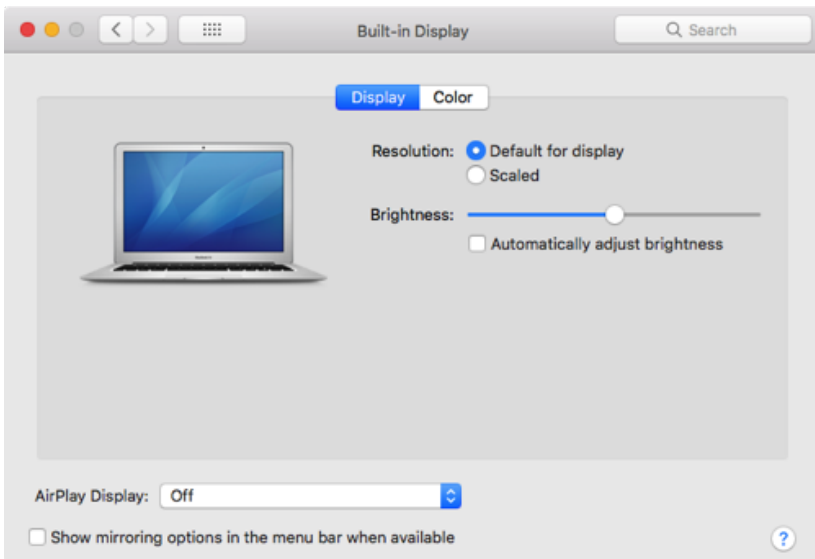 Built-in Display
Search
Display
Color
Resolution:
Default for display
Scaled
Brightness:
Automatically adjust brightness
AirPlay Display:
Off
Show mirroring options in the menu bar when available
?